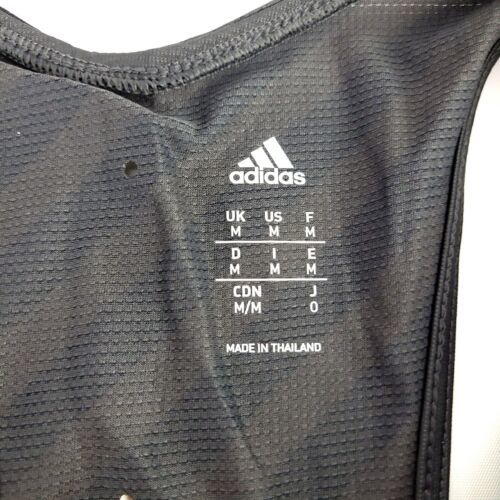 adidas
UK US F
M M M
D I E
M M M
CDN J
M/M O
MADE IN THAILAND